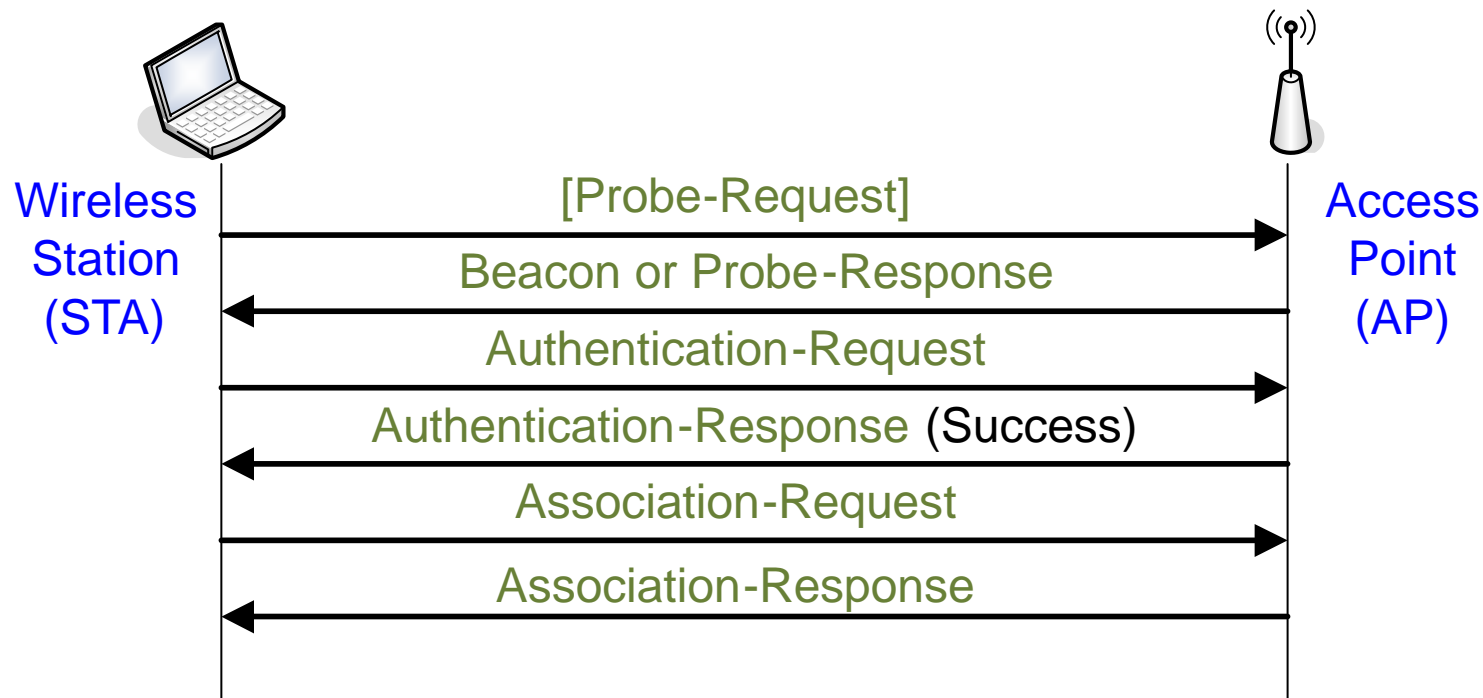 Wireless
Station
(STA)
[Probe-Request]
Beacon or Probe-Response
Authentication-Request
Authentication-Response (Success)
Association-Request
Association-Response
Access
Point
(AP)